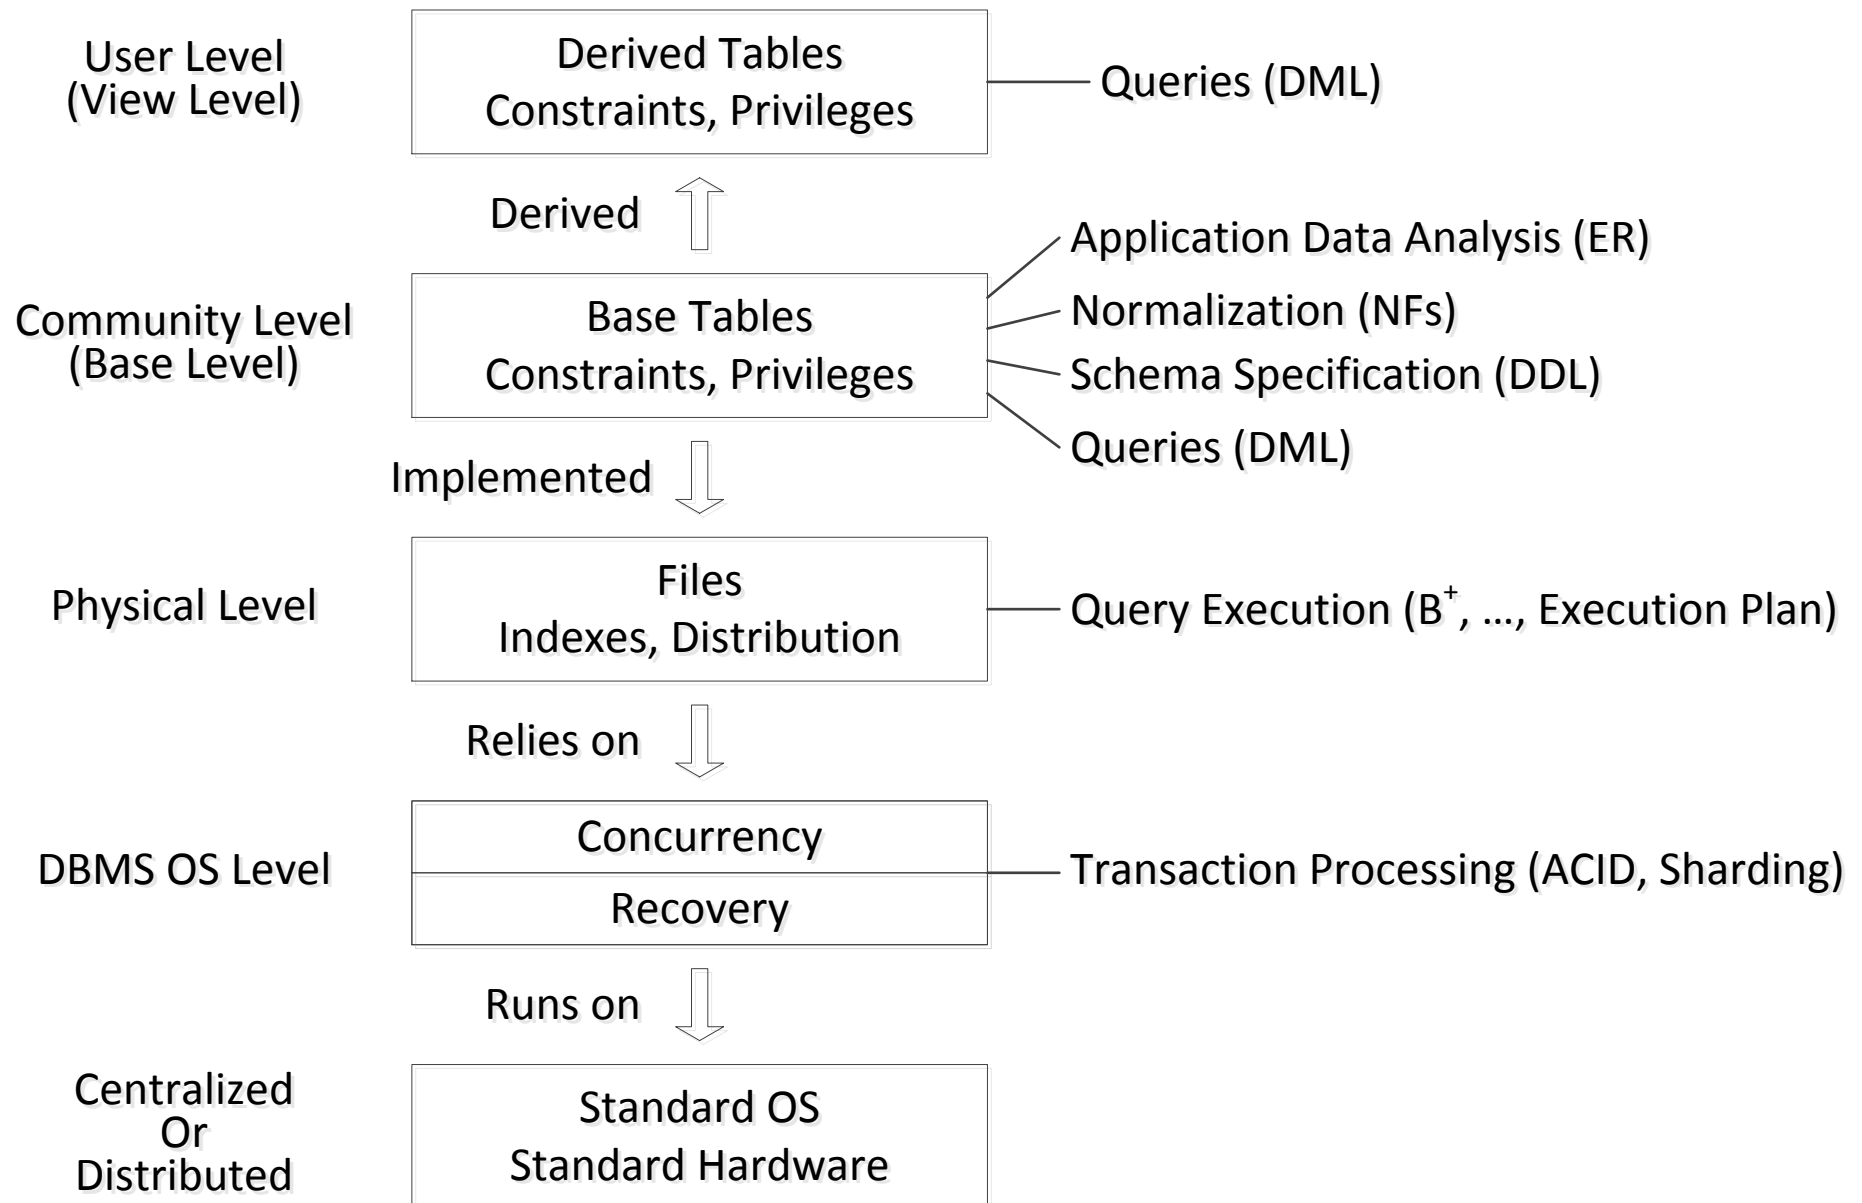 User Level
(View Level)
Derived Tables
Constraints, Privileges
Queries (DML)
Derived
Community Level
(Base Level)
Base Tables
Constraints, Privileges
Application Data Analysis (ER)
Normalization (NFs)
Schema Specification (DDL)
Queries (DML)
Implemented
Physical Level
Files
Indexes, Distribution
Query Execution (B⁺, ..., Execution Plan)
Relies on
DBMS OS Level
Concurrency
Recovery
Transaction Processing (ACID, Sharding)
Runs on
Centralized
Or
Distributed
Standard OS
Standard Hardware